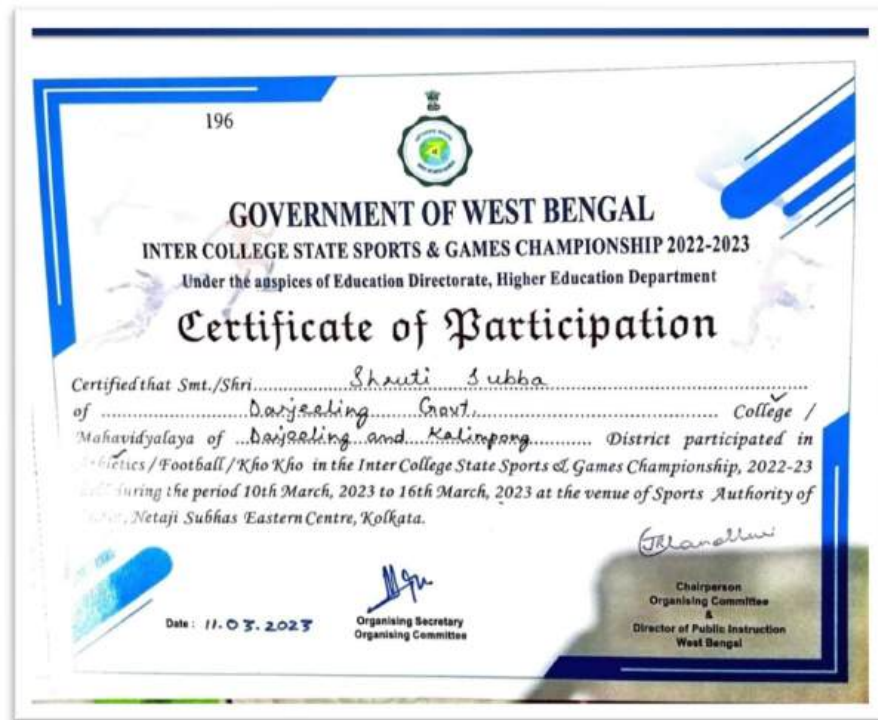 196
GOVERNMENT OF WEST BENGAL
INTER COLLEGE STATE SPORTS & GAMES CHAMPIONSHIP 2022-2023
Under the auspices of Education Directorate, Higher Education Department
Certificate of Participation
Certified that Smt./Shri.......Shruti Subba.......
of .......Darjeeling Govt........ College /
Mahavidyalaya of ...Darjeeling and Kalimpong....... District participated in
/ Football / Kho Kho in the Inter College State Sports & Games Championship, 2022-23
during the period 10th March, 2023 to 16th March, 2023 at the venue of Sports Authority of
Netaji Subhas Eastern Centre, Kolkata.
Date : 11.03.2023
Organising Secretary
Organising Committee
Chairperson
Organising Committee
&
Director of Public Instruction
West Bengal